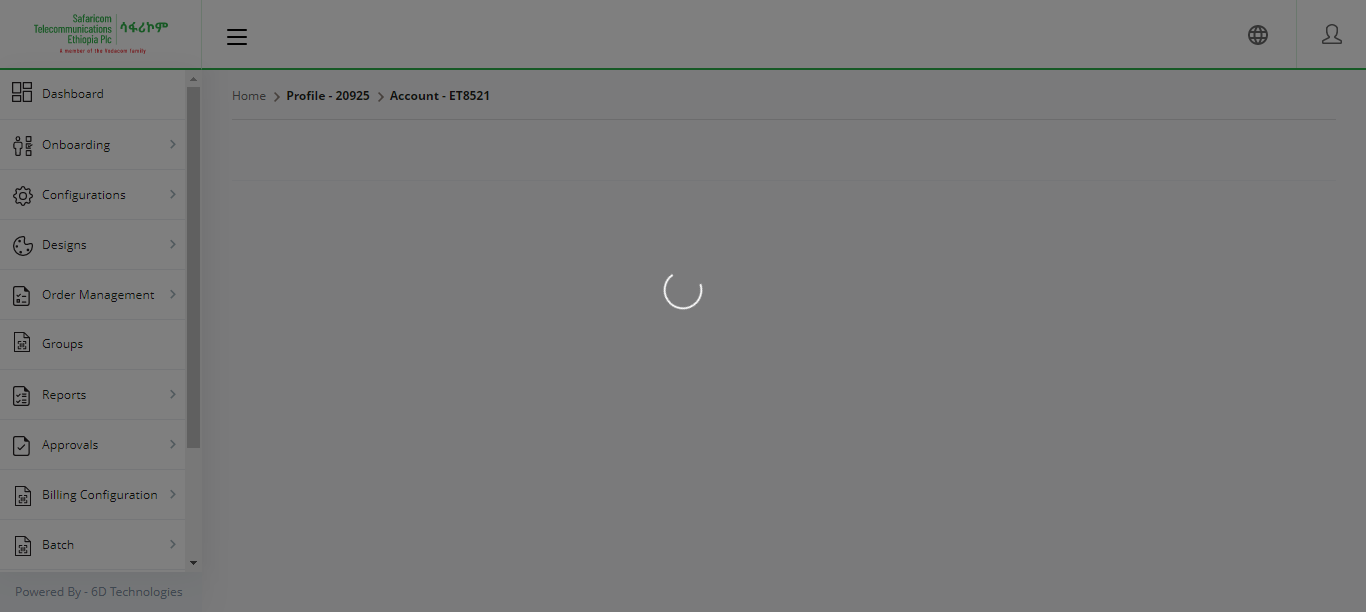 Safaricom
Telecommunications
Ethiopia Plc
ሳፋሪኮም
A member of the Vodacom family
Home > Profile - 20925 > Account - ET8521
Dashboard
Onboarding
Configurations
Designs
Order Management
Groups
Reports
Approvals
Billing Configuration
Batch
Powered By - 6D Technologies